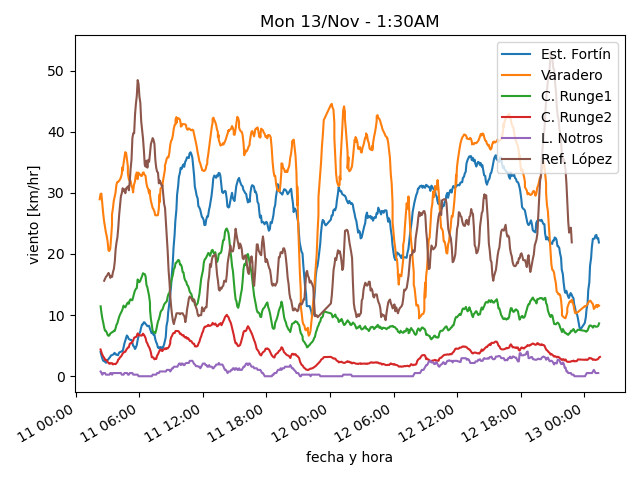 Mon 13/Nov - 1:30AM
Est. Fortín
Varadero
C. Runge1
C. Runge2
L. Notros
Ref. López
viento [km/hr]
50
40
30
20
10
0
11 00:00
11 06:00
11 12:00
11 18:00
12 00:00
12 06:00
12 12:00
12 18:00
13 00:00
fecha y hora